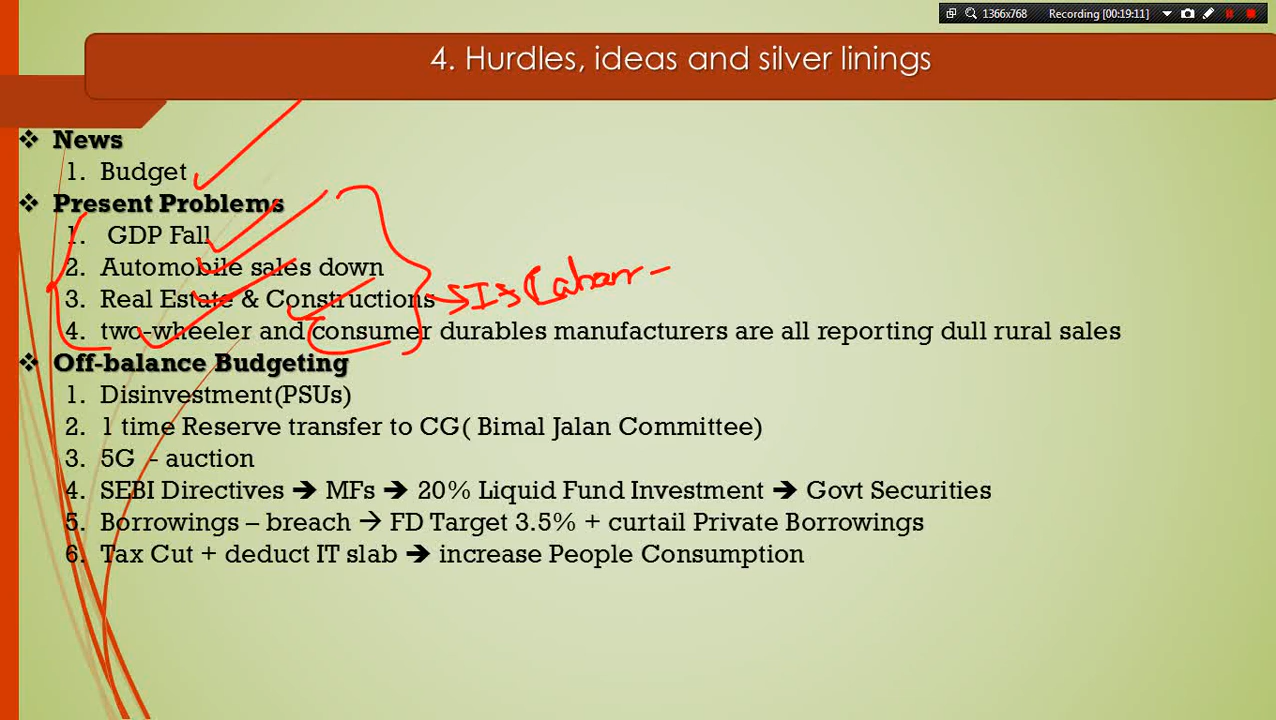 1366x768 Recording [00:19:11]
4. Hurdles, ideas and silver linings
❖ News
1. Budget
❖ Present Problems
1. GDP Fall
2. Automobile sales down
3. Real Estate & Constructions
4. two-wheeler and consumer durables manufacturers are all reporting dull rural sales
❖ Off-balance Budgeting
1. Disinvestment(PSUs)
2. 1 time Reserve transfer to CG( Bimal Jalan Committee)
3. 5G - auction
4. SEBI Directives ➔ MFs ➔ 20% Liquid Fund Investment ➔ Govt Securities
5. Borrowings – breach → FD Target 3.5% + curtail Private Borrowings
6. Tax Cut + deduct IT slab ➔ increase People Consumption